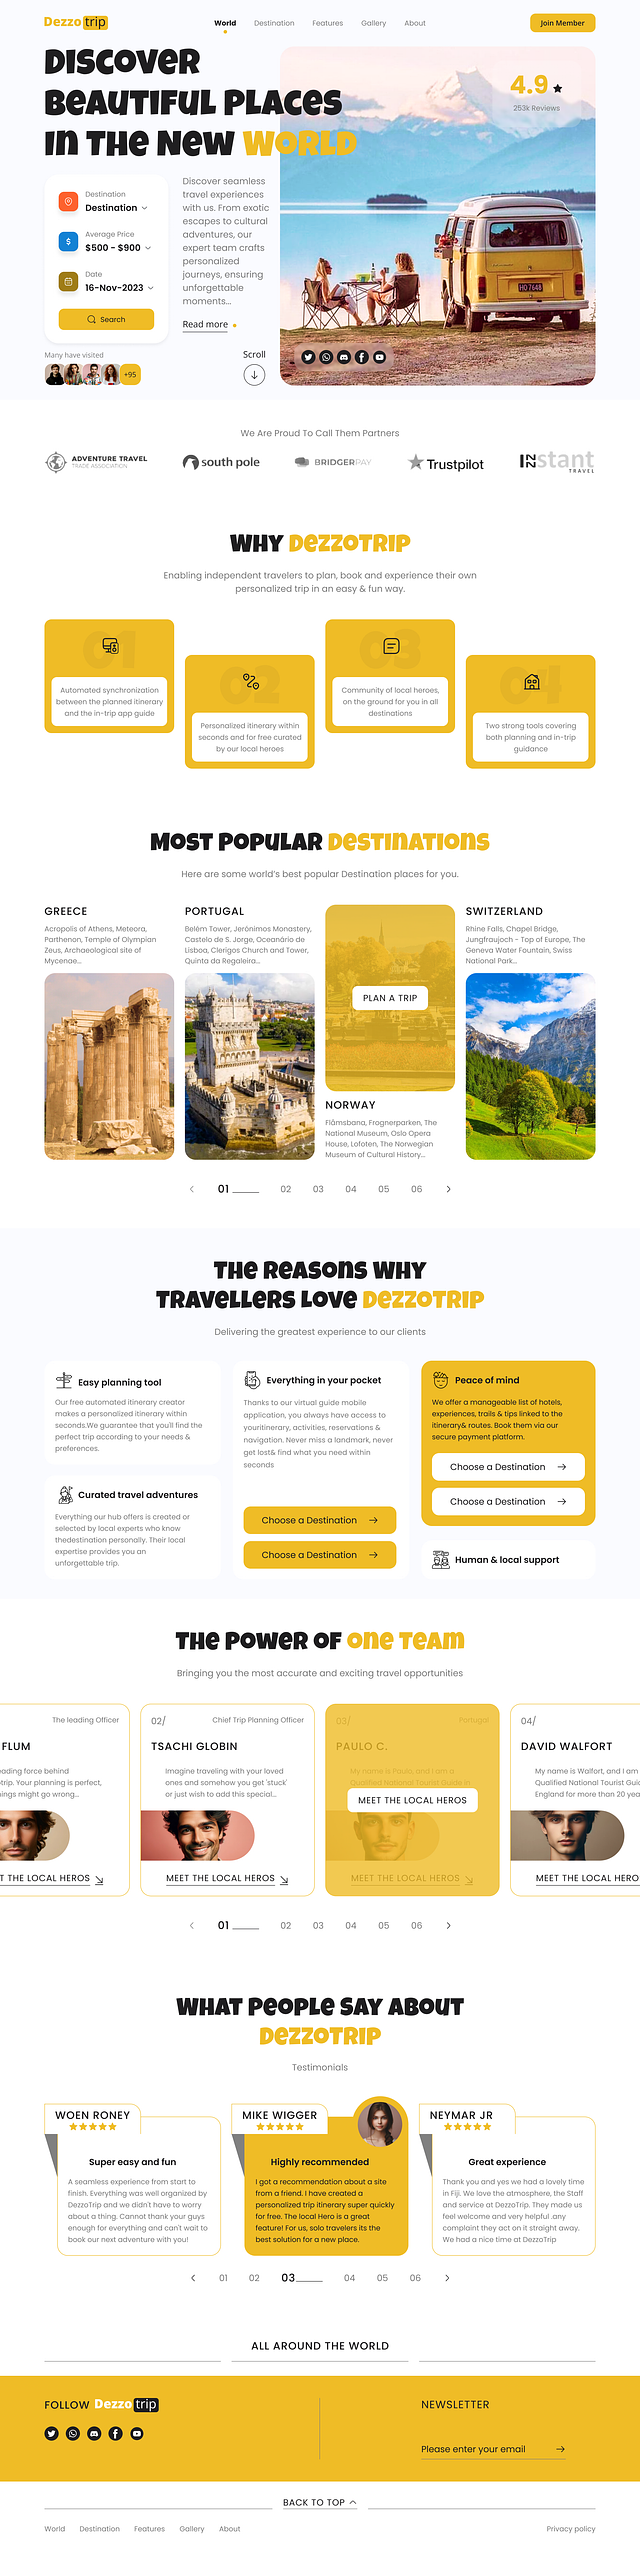 Dezzo trip
World Destination Features Gallery About
Join Member
Discover
Beautiful Places
in the new World
4.9
253k Reviews
Destination
Destination
Average Price
$500 - $900
Date
16-Nov-2023
Search
Discover seamless
travel experiences
with us. From exotic
escapes to cultural
adventures, our
expert team crafts
personalized
journeys, ensuring
unforgettable
moments...
Read more
Many have visited
+95
Scroll
We Are Proud To Call Them Partners
ADVENTURE TRAVEL
TRADE ASSOCIATION
south pole
BRIDGERPAY
Trustpilot
INstant
TRAVEL
Why Dezzotrip
Enabling independent travelers to plan, book and experience their own
personalized trip in an easy & fun way.
01
Automated synchronization
between the planned itinerary
and the in-trip app guide
02
Personalized itinerary within
seconds and for free curated
by our local heroes
03
Community of local heroes,
on the ground for you in all
destinations
04
Two strong tools covering
both planning and in-trip
guidance
Most Popular Destinations
Here are some world's best popular Destination places for you.
GREECE
Acropolis of Athens, Meteora,
Parthenon, Temple of Olympian
Zeus, Archaeological site of
Mycenae...
PORTUGAL
Belém Tower, Jerónimos Monastery,
Castelo de S. Jorge, Oceanário de
Lisboa, Clerigos Church and Tower,
Quinta da Regaleira...
PLAN A TRIP
NORWAY
Flåmsbana, Frognerparken, The
National Museum, Oslo Opera
House, Lofoten, The Norwegian
Museum of Cultural History...
SWITZERLAND
Rhine Falls, Chapel Bridge,
Jungfraujoch - Top of Europe, The
Geneva Water Fountain, Swiss
National Park...
01 02 03 04 05 06
The Reasons Why
Travellers Love Dezzotrip
Delivering the greatest experience to our clients
Easy planning tool
Our free automated itinerary creator
makes a personalized itinerary within
seconds.We guarantee that you'll find the
perfect trip according to your needs &
preferences.
Curated travel adventures
Everything our hub offers is created or
selected by local experts who know
thedestination personally. Their local
expertise provides you an
unforgettable trip.
Everything in your pocket
Thanks to our virtual guide mobile
application, you always have access to
youritinerary, activities, reservations &
navigation. Never miss a landmark, never
get lost& find what you need within
seconds
Choose a Destination
Choose a Destination
Peace of mind
We offer a manageable list of hotels,
experiences, trails & tips linked to the
itinerary& routes. Book them via our
secure payment platform.
Choose a Destination
Choose a Destination
Human & local support
The Power of One Team
Bringing you the most accurate and exciting travel opportunities
The leading Officer
FLUM
eading force behind
trip. Your planning is perfect,
ings might go wrong...
T THE LOCAL HEROS
02/
Chief Trip Planning Officer
TSACHI GLOBIN
Imagine traveling with your loved
ones and somehow you get 'stuck'
or just wish to add this special...
MEET THE LOCAL HEROS
03/
Portugal
PAULO C.
My name is Paulo, and I am a
Qualified National Tourist Guide in
MEET THE LOCAL HEROS
MEET THE LOCAL HEROS
04/
DAVID WALFORT
My name is Walfort, and I am
Qualified National Tourist Guid
England for more than 20 yea
MEET THE LOCAL HERO
01 02 03 04 05 06
What People Say About
Dezzotrip
Testimonials
WOEN RONEY
Super easy and fun
A seamless experience from start to
finish. Everything was well organized by
DezzoTrip and we didn't have to worry
about a thing. Cannot thank your guys
enough for everything and can't wait to
book our next adventure with you!
MIKE WIGGER
Highly recommended
I got a recommendation about a site
from a friend. I have created a
personalized trip itinerary super quickly
for free. The local Hero is a great
feature! For us, solo travelers its the
best solution for a new place.
NEYMAR JR
Great experience
Thank you and yes we had a lovely time
in Fiji. We love the atmosphere, the Staff
and service at DezzoTrip. They made us
feel welcome and very helpful .any
complaint they act on it straight away.
We had a nice time at DezzoTrip
01 02 03 04 05 06
ALL AROUND THE WORLD
FOLLOW Dezzo trip
NEWSLETTER
Please enter your email
BACK TO TOP
World Destination Features Gallery About
Privacy policy